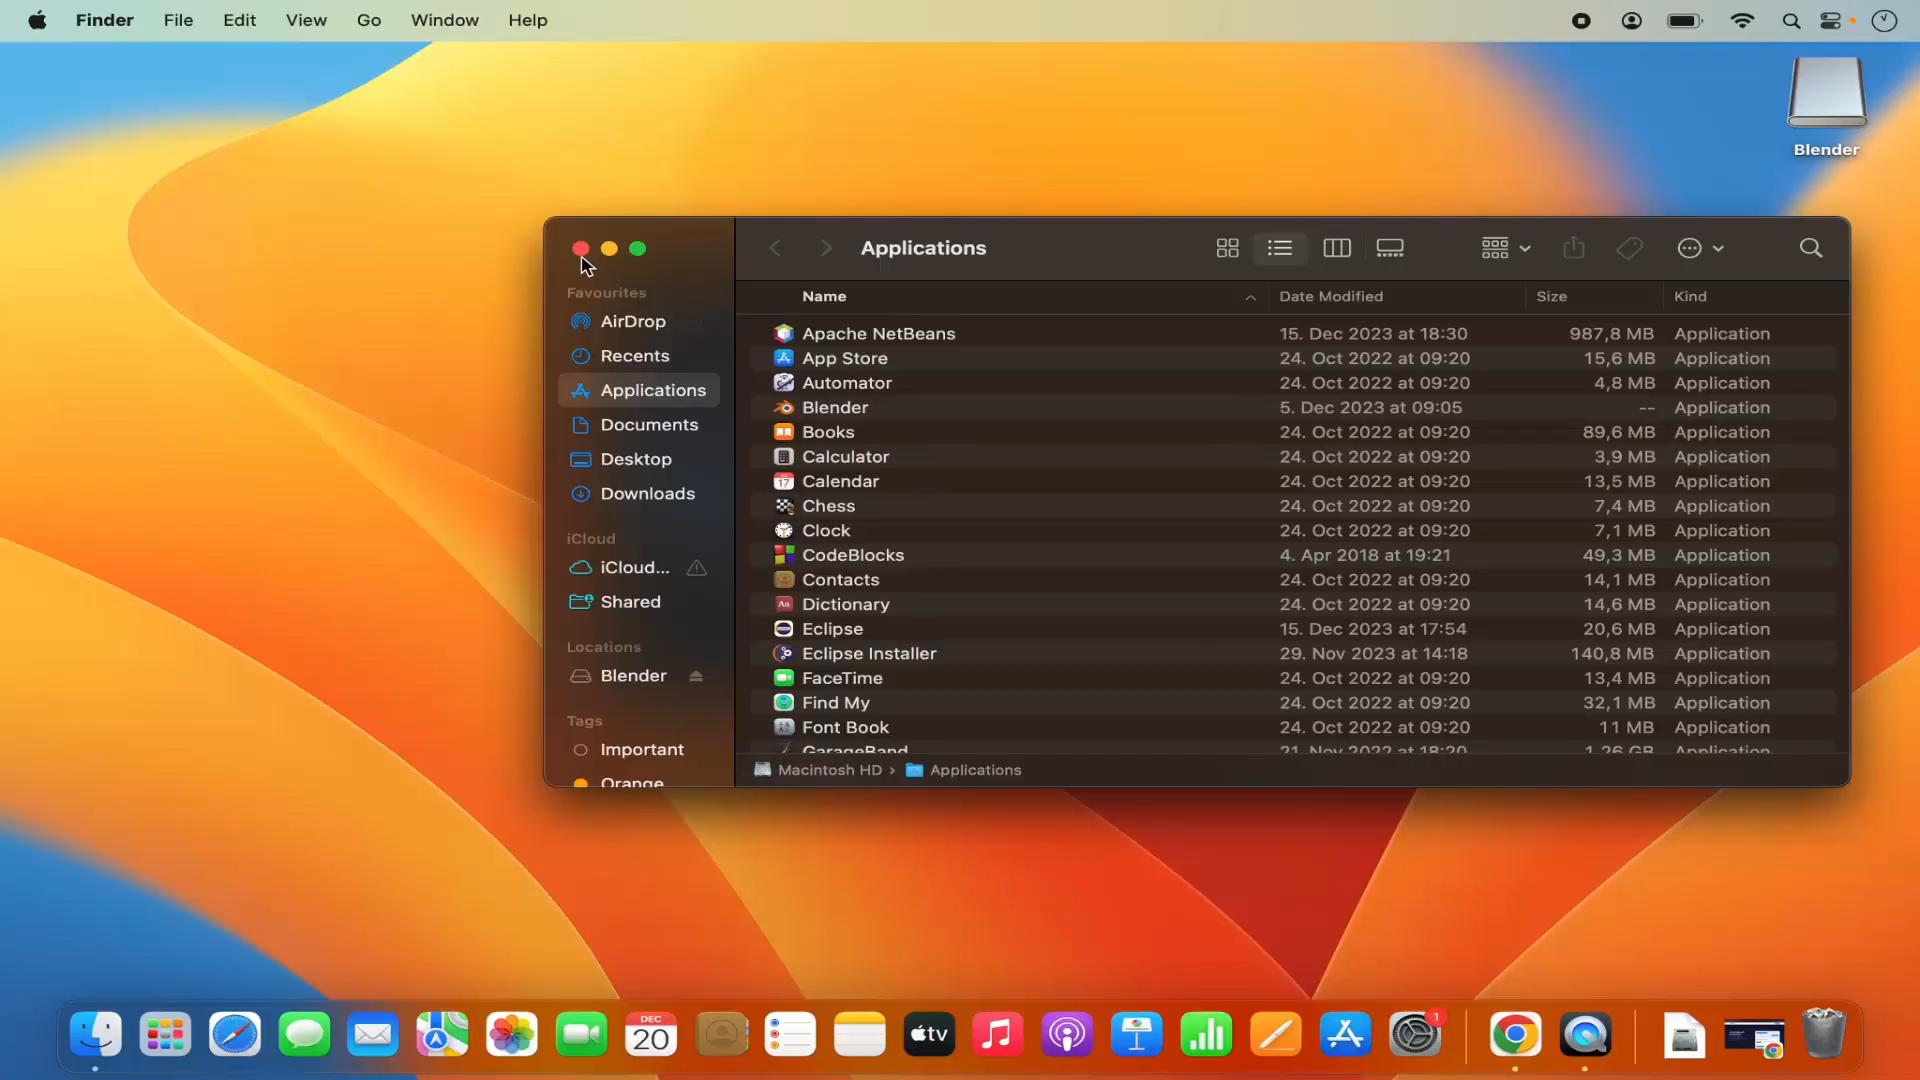 Finder File Edit View Go Window Help
Blender
Applications
Favourites
AirDrop
Recents
Applications
Documents
Desktop
Downloads
iCloud
iCloud...
Shared
Locations
Blender
Tags
Important
Orange
Name Date Modified Size Kind
Apache NetBeans 15. Dec 2023 at 18:30 987,8 MB Application
App Store 24. Oct 2022 at 09:20 15,6 MB Application
Automator 24. Oct 2022 at 09:20 4,8 MB Application
Blender 5. Dec 2023 at 09:05 -- Application
Books 24. Oct 2022 at 09:20 89,6 MB Application
Calculator 24. Oct 2022 at 09:20 3,9 MB Application
Calendar 24. Oct 2022 at 09:20 13,5 MB Application
Chess 24. Oct 2022 at 09:20 7,4 MB Application
Clock 24. Oct 2022 at 09:20 7,1 MB Application
CodeBlocks 4. Apr 2018 at 19:21 49,3 MB Application
Contacts 24. Oct 2022 at 09:20 14,1 MB Application
Dictionary 24. Oct 2022 at 09:20 14,6 MB Application
Eclipse 15. Dec 2023 at 17:54 20,6 MB Application
Eclipse Installer 29. Nov 2023 at 14:18 140,8 MB Application
FaceTime 24. Oct 2022 at 09:20 13,4 MB Application
Find My 24. Oct 2022 at 09:20 32,1 MB Application
Font Book 24. Oct 2022 at 09:20 11 MB Application
GarageBand 21. Nov 2022 at 18:20 1,26 GB Application
Macintosh HD › Applications
DEC
20
tv
1